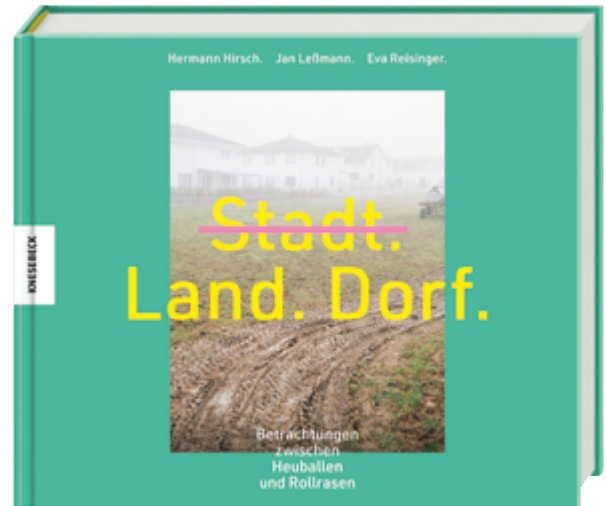 Hermann Hirsch. Jan Leßmann. Eva Reisinger.
KNESEBECK
Stadt.
Land. Dorf.
Betrachtungen
zwischen
Heuballen
und Rollrasen